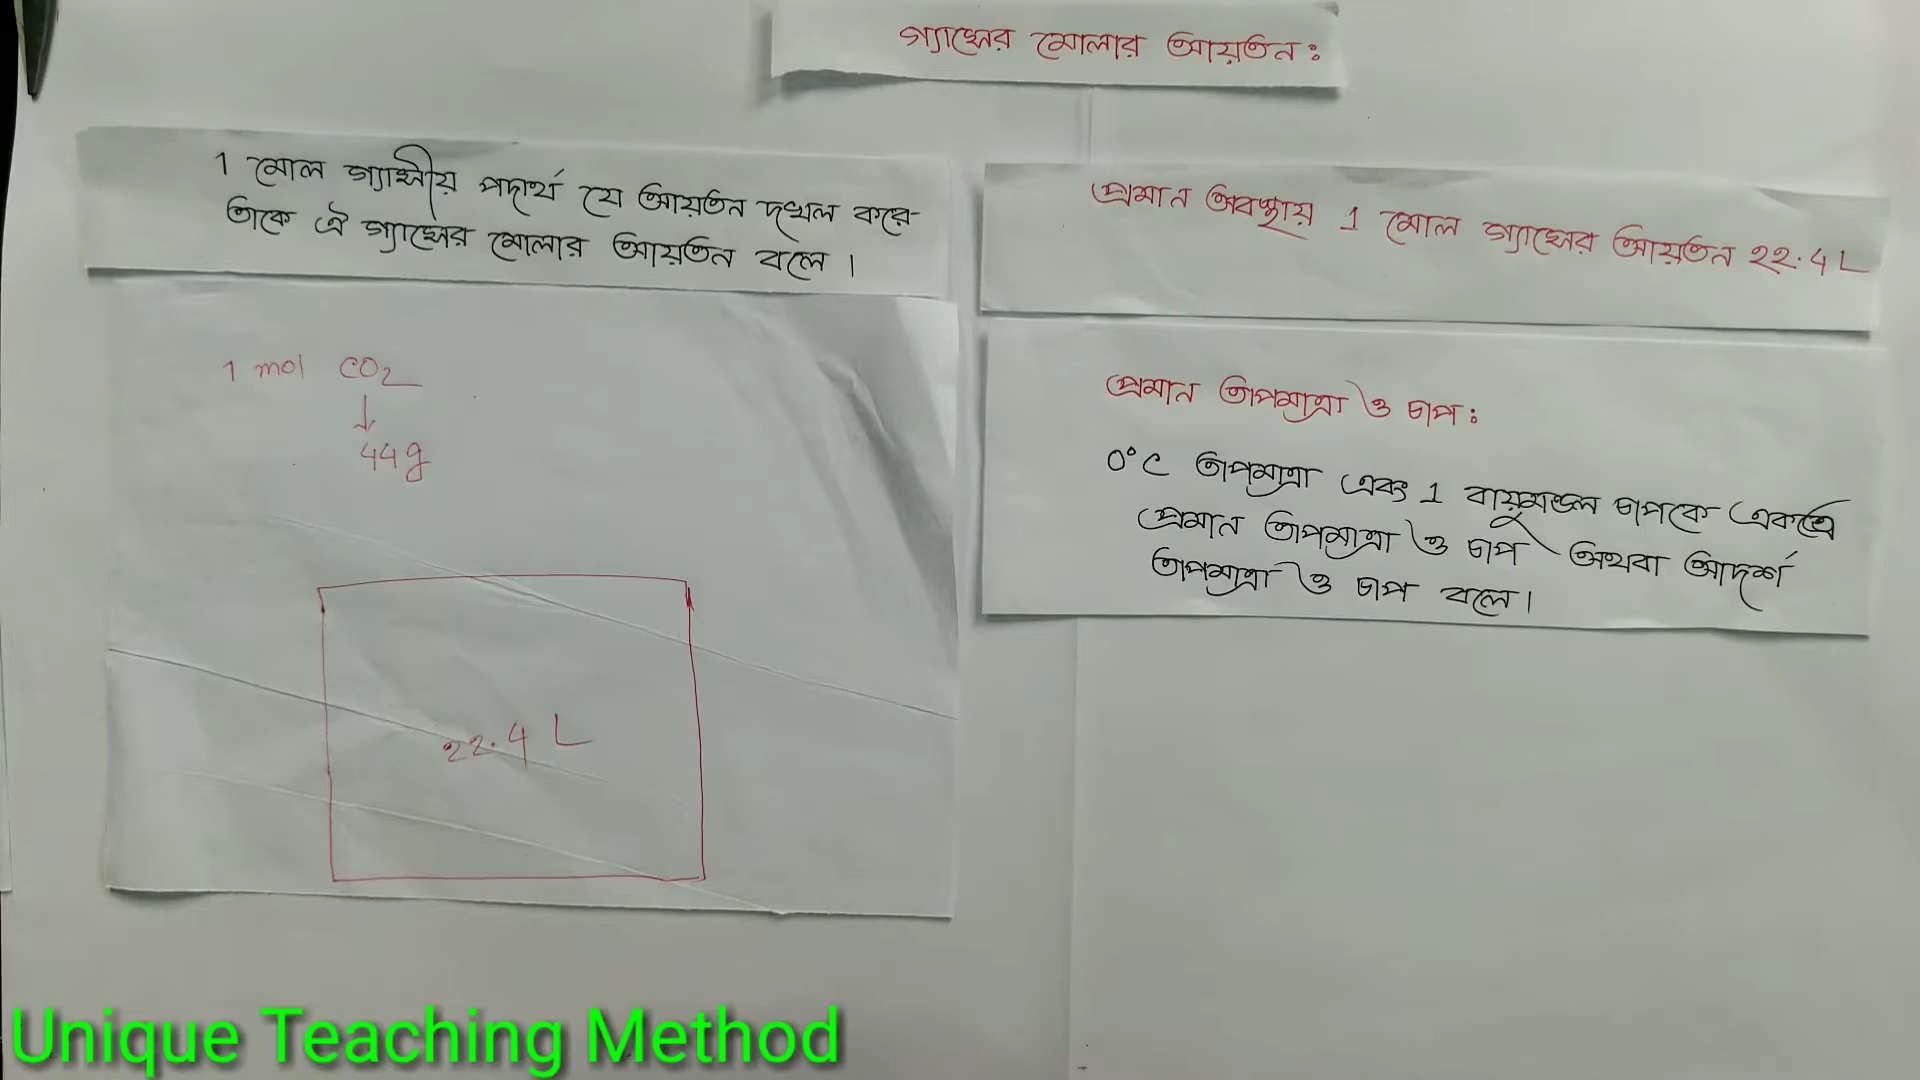 গ্যাসের মোলার আয়তন:
1 মোল গ্যাসীয় পদার্থ যে আয়তন দখল করে
তাকে ঐ গ্যাসের মোলার আয়তন বলে।
1 mol CO2
44g
22.4 L
প্রমান অবস্থায় 1 মোল গ্যাসের আয়তন 22.4 L
প্রমান তাপমাত্রা ও চাপ:
0°C তাপমাত্রা এবং 1 বায়ুমণ্ডল চাপকে একত্রে
প্রমান তাপমাত্রা ও চাপ অথবা আদর্শ
তাপমাত্রা ও চাপ বলে।
Unique Teaching Method